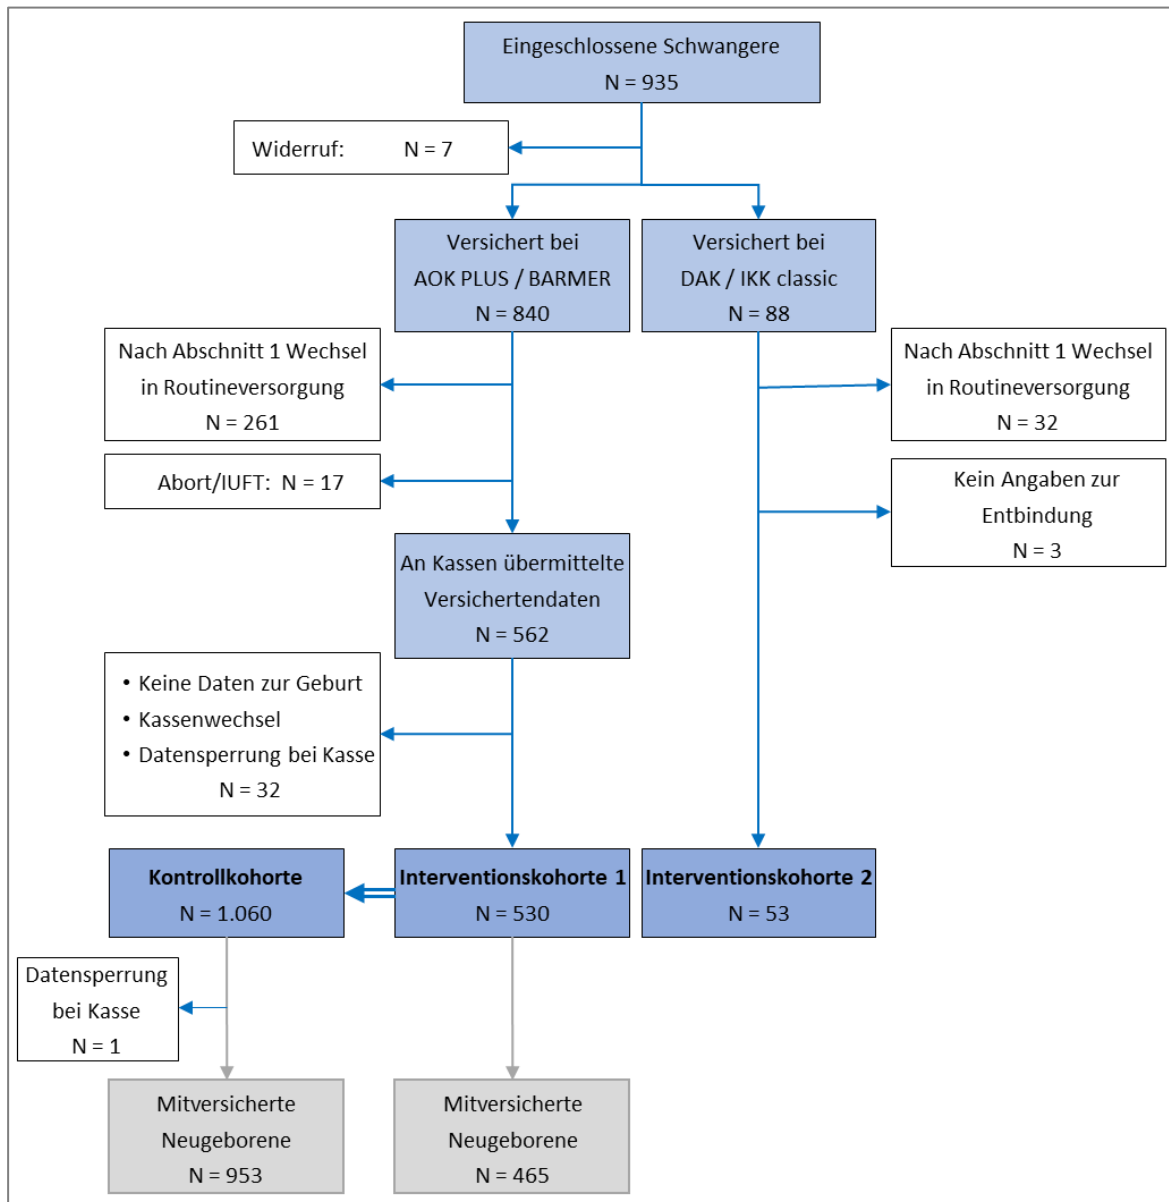 Eingeschlossene Schwangere
N = 935
Widerruf: N = 7
Versichert bei
AOK PLUS / BARMER
N = 840
Versichert bei
DAK / IKK classic
N = 88
Nach Abschnitt 1 Wechsel
in Routineversorgung
N = 261
Nach Abschnitt 1 Wechsel
in Routineversorgung
N = 32
Abort/IUFT: N = 17
Kein Angaben zur
Entbindung
N = 3
An Kassen übermittelte
Versichertendaten
N = 562
• Keine Daten zur Geburt
• Kassenwechsel
• Datensperrung bei Kasse
N = 32
Kontrollkohorte
N = 1.060
Interventionskohorte 1
N = 530
Interventionskohorte 2
N = 53
Datensperrung
bei Kasse
N = 1
Mitversicherte
Neugeborene
N = 953
Mitversicherte
Neugeborene
N = 465